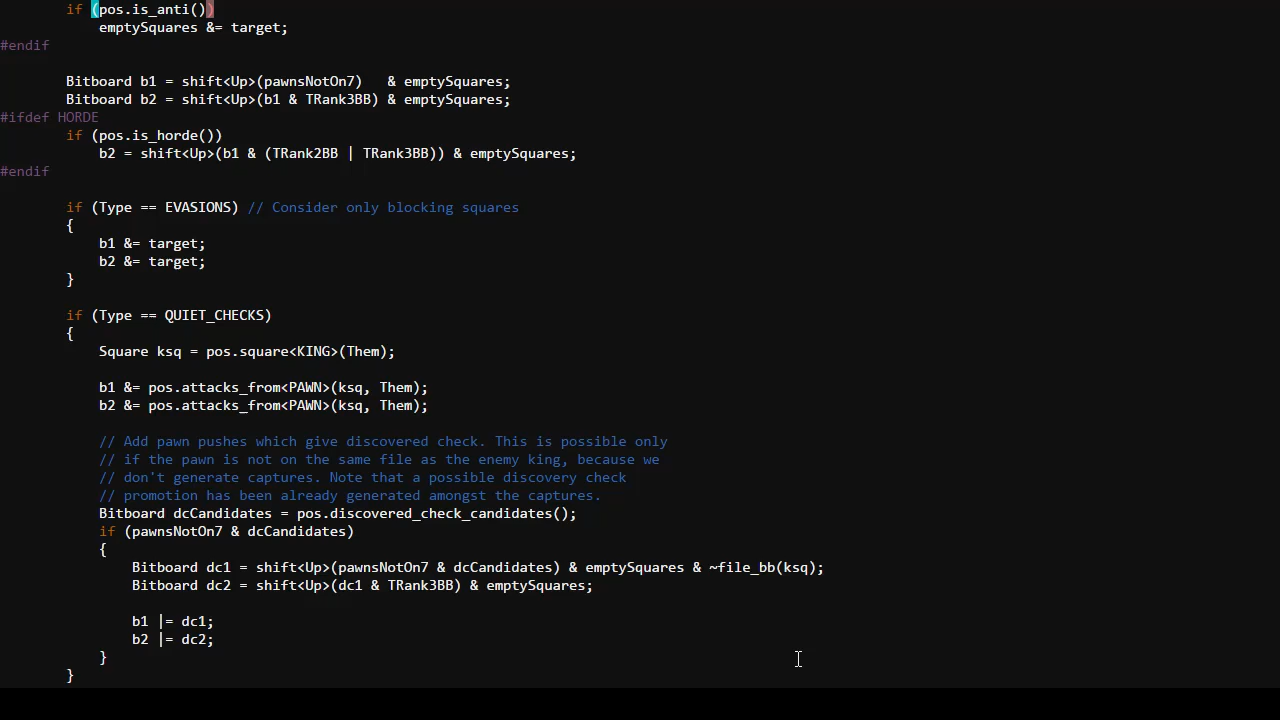 if (pos.is_anti())
emptySquares &= target;
#endif
Bitboard b1 = shift<Up>(pawnsNotOn7)   & emptySquares;
Bitboard b2 = shift<Up>(b1 & TRank3BB) & emptySquares;
#ifdef HORDE
if (pos.is_horde())
b2 = shift<Up>(b1 & (TRank2BB | TRank3BB)) & emptySquares;
#endif
if (Type == EVASIONS) // Consider only blocking squares
{
b1 &= target;
b2 &= target;
}
if (Type == QUIET_CHECKS)
{
Square ksq = pos.square<KING>(Them);
b1 &= pos.attacks_from<PAWN>(ksq, Them);
b2 &= pos.attacks_from<PAWN>(ksq, Them);
// Add pawn pushes which give discovered check. This is possible only
// if the pawn is not on the same file as the enemy king, because we
// don't generate captures. Note that a possible discovery check
// promotion has been already generated amongst the captures.
Bitboard dcCandidates = pos.discovered_check_candidates();
if (pawnsNotOn7 & dcCandidates)
{
Bitboard dc1 = shift<Up>(pawnsNotOn7 & dcCandidates) & emptySquares & ~file_bb(ksq);
Bitboard dc2 = shift<Up>(dc1 & TRank3BB) & emptySquares;
b1 |= dc1;
b2 |= dc2;
}
}